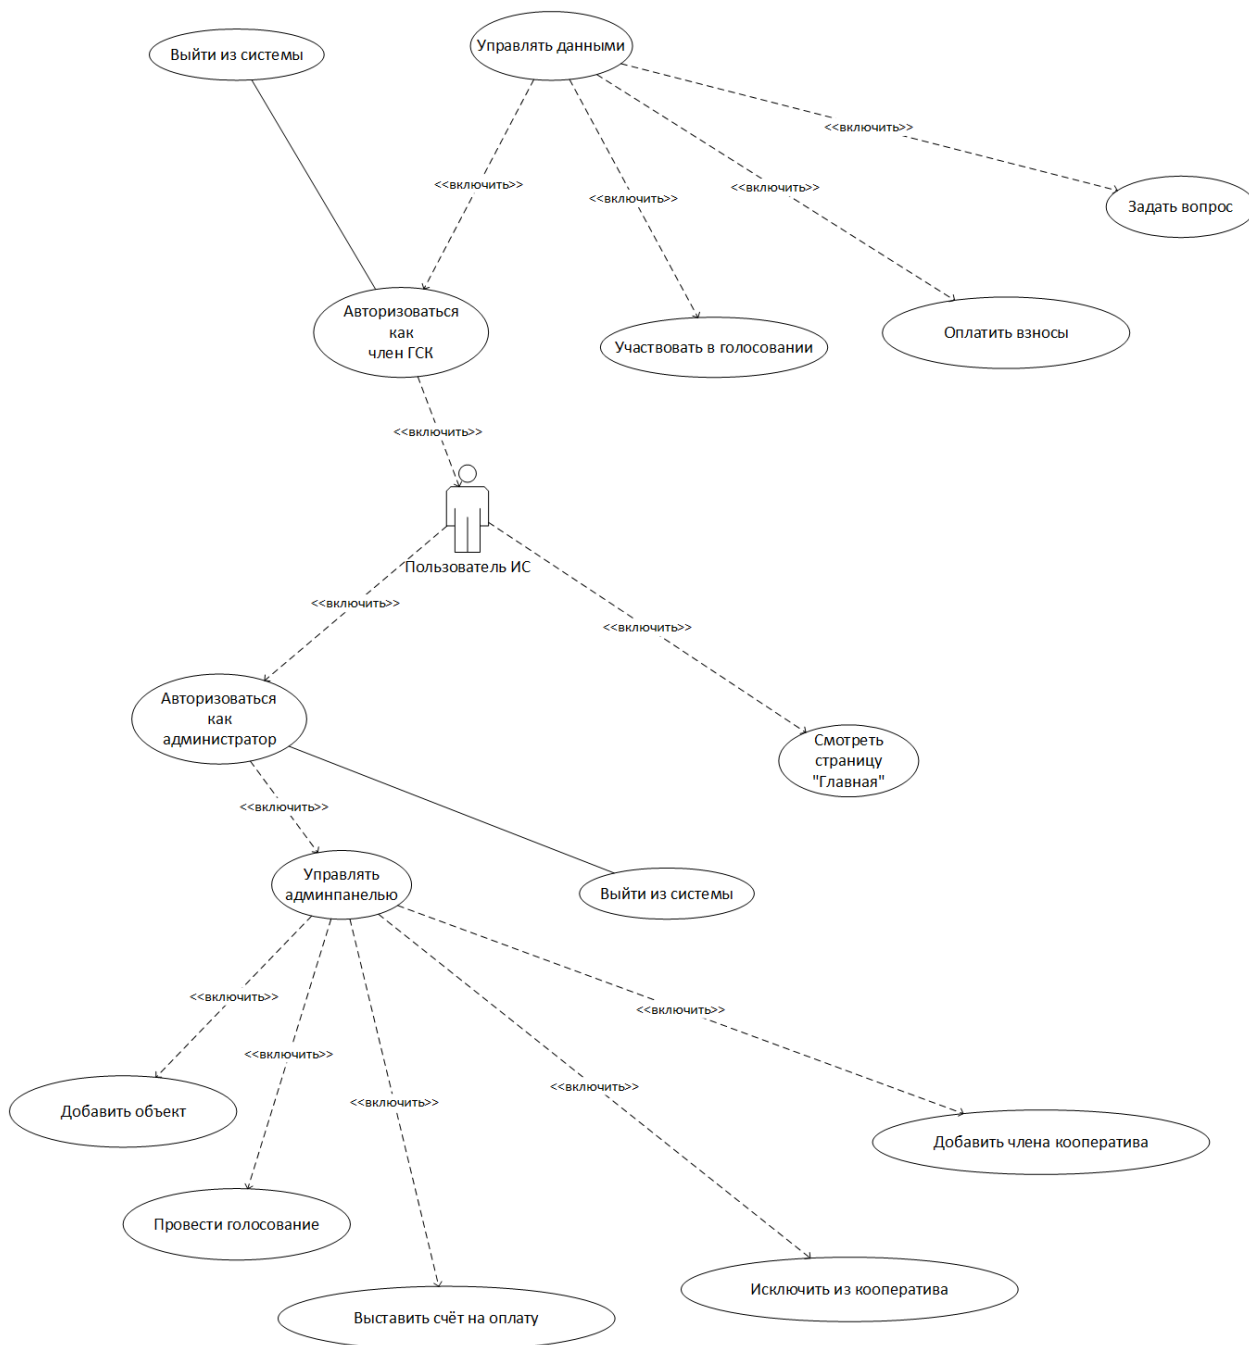 Управлять данными
Выйти из системы
<<включить>>
<<включить>>
<<включить>>
<<включить>>
Задать вопрос
Авторизоваться
как
член ГСК
Участвовать в голосовании
Оплатить взносы
<<включить>>
Пользователь ИС
<<включить>>
<<включить>>
Авторизоваться
как
администратор
Смотреть
страницу
"Главная"
<<включить>>
Управлять
админпанелью
Выйти из системы
<<включить>>
<<включить>>
<<включить>>
<<включить>>
<<включить>>
Добавить объект
Добавить члена кооператива
Провести голосование
Исключить из кооператива
Выставить счёт на оплату